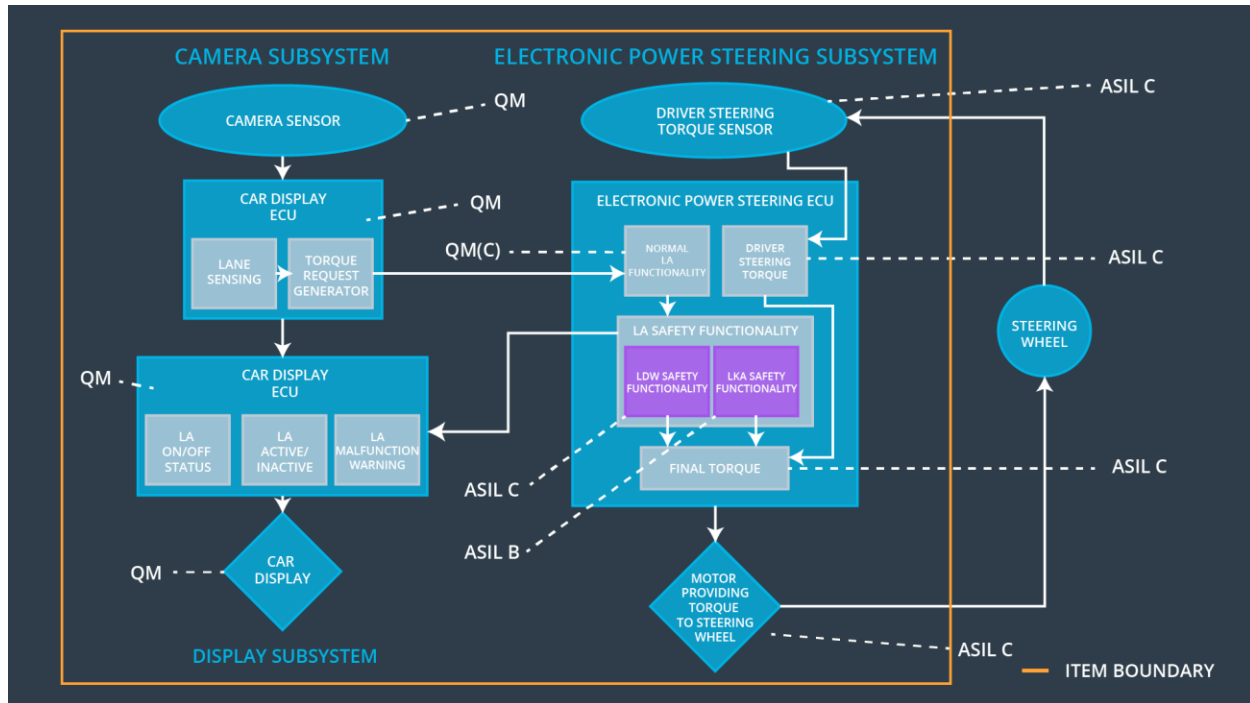 CAMERA SUBSYSTEM
ELECTRONIC POWER STEERING SUBSYSTEM
CAMERA SENSOR
QM
DRIVER STEERING
TORQUE SENSOR
ASIL C
CAR DISPLAY
ECU
QM
LANE
SENSING
TORQUE
REQUEST
GENERATOR
ELECTRONIC POWER STEERING ECU
QM(C)
NORMAL
LA
FUNCTIONALITY
DRIVER
STEERING
TORQUE
ASIL C
LA SAFETY FUNCTIONALITY
LDW SAFETY
FUNCTIONALITY
LKA SAFETY
FUNCTIONALITY
STEERING
WHEEL
QM
CAR DISPLAY
ECU
LA
ON/OFF
STATUS
LA
ACTIVE/
INACTIVE
LA
MALFUNCTION
WARNING
FINAL TORQUE
ASIL C
ASIL C
ASIL B
QM
CAR
DISPLAY
MOTOR
PROVIDING
TORQUE
TO STEERING
WHEEL
ASIL C
DISPLAY SUBSYSTEM
ITEM BOUNDARY